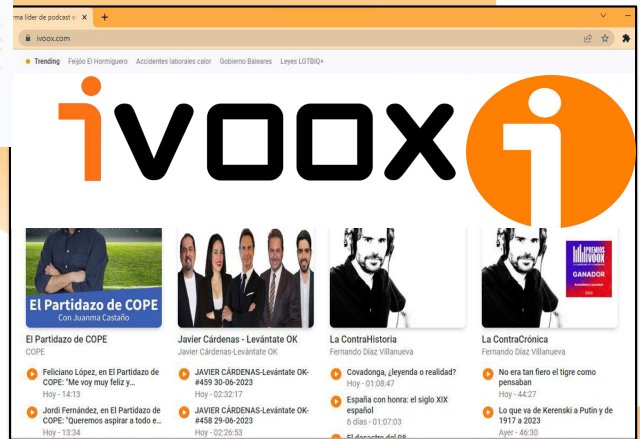 rma líder de podcast e
ivoox.com
Trending Feijóo El Hormiguero Accidentes laborales calor Gobierno Baleares Leyes LGTBIQ+
ivoox i
El Partidazo de COPE
Con Juanma Castaño
PREMIOS
iVOOX
GANADOR
El Partidazo de COPE
COPE
Javier Cárdenas - Levántate OK
Javier Cárdenas-Levántate OK
La ContraHistoria
Fernando Díaz Villanueva
La ContraCrónica
Fernando Díaz Villanueva
Feliciano López, en El Partidazo de
COPE: "Me voy muy feliz y...
Hoy - 14:13
Jordi Fernández, en El Partidazo de
COPE: "Queremos aspirar a todo e...
Hoy - 13:34
JAVIER CÁRDENAS-Levántate OK-
#459 30-06-2023
Hoy - 02:32:17
JAVIER CÁRDENAS-Levántate OK-
#458 29-06-2023
Hoy - 02:26:53
Covadonga, ¿leyenda o realidad?
Hoy - 01:08:47
España con honra: el siglo XIX
español
6 días - 01:07:03
El desastre del 98
No era tan fiero el tigre como
pensaban
Hoy - 44:27
Lo que va de Kerenski a Putin y de
1917 a 2023
Ayer - 46:30